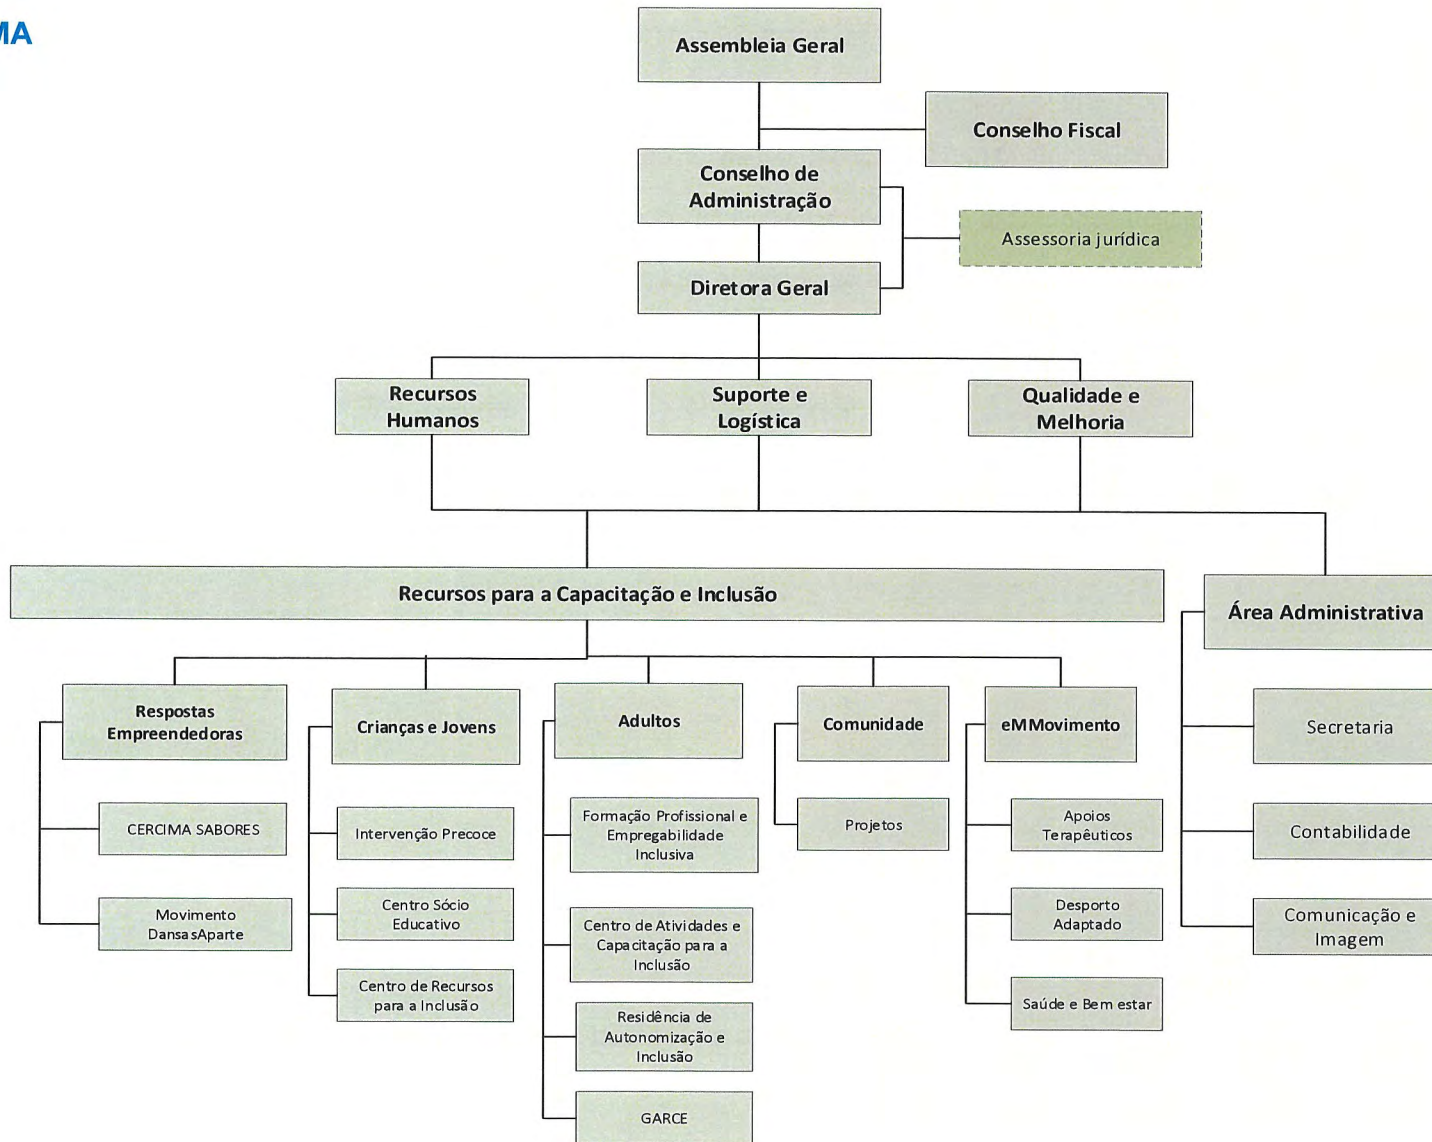 MA
Assembleia Geral
Conselho Fiscal
Conselho de
Administração
Assessoria jurídica
Diretora Geral
Recursos
Humanos
Suporte e
Logística
Qualidade e
Melhoria
Recursos para a Capacitação e Inclusão
Área Administrativa
Respostas
Empreendedoras
CERCIMA SABORES
Movimento
DansasAparte
Crianças e Jovens
Intervenção Precoce
Centro Sócio
Educativo
Centro de Recursos
para a Inclusão
Adultos
Formação Profissional e
Empregabilidade
Inclusiva
Centro de Atividades e
Capacitação para a
Inclusão
Residência de
Autonomização e
Inclusão
GARCE
Comunidade
Projetos
eMMovimento
Apoios
Terapêuticos
Desporto
Adaptado
Saúde e Bem estar
Secretaria
Contabilidade
Comunicação e
Imagem